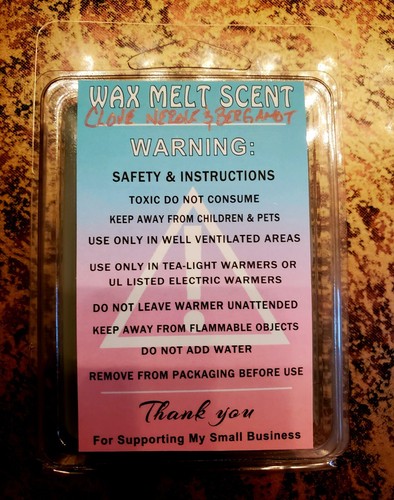 WAX MELT SCENT
CLOVE NEEDLE & BERGAMOT
WARNING:
SAFETY & INSTRUCTIONS
TOXIC DO NOT CONSUME
KEEP AWAY FROM CHILDREN & PETS
USE ONLY IN WELL VENTILATED AREAS
USE ONLY IN TEA-LIGHT WARMERS OR
UL LISTED ELECTRIC WARMERS
DO NOT LEAVE WARMER UNATTENDED
KEEP AWAY FROM FLAMMABLE OBJECTS
DO NOT ADD WATER
REMOVE FROM PACKAGING BEFORE USE
Thank you
For Supporting My Small Business